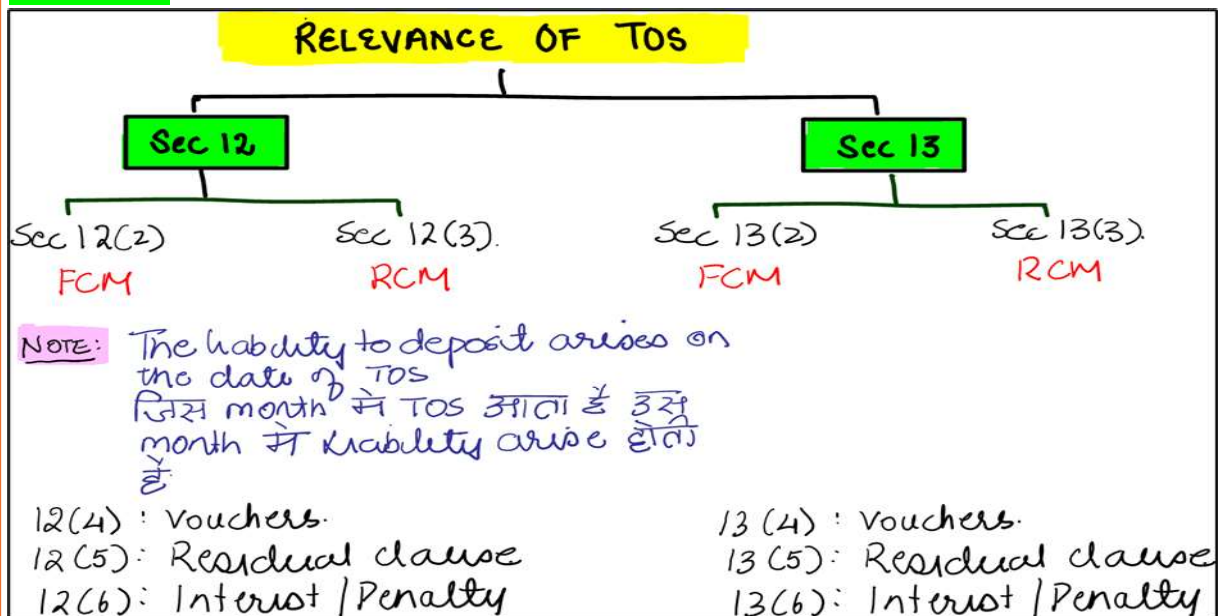 RELEVANCE OF TOS
Sec 12
Sec 13
Sec 12(2)
Sec 12(3).
Sec 13(2)
Sec 13(3).
FCM
RCM
FCM
RCM
NOTE: The liability to deposit arises on
the date of TOS
जिस month में TOS आता है उस
month में liability arise होती
है
12(4) : Vouchers.
13(4) : Vouchers.
12(5): Residual clause
13(5): Residual clause
12(6): Interest / Penalty
13(6): Interest / Penalty